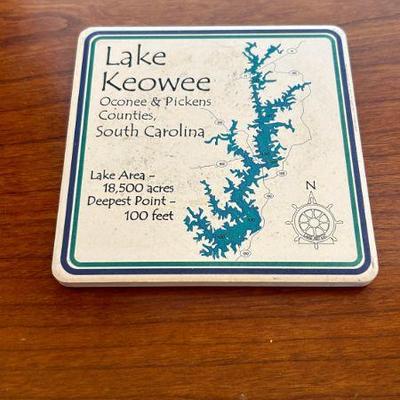 Lake
Keowee
Oconee & Pickens
Counties,
South Carolina
Lake Area -
18,500 acres
Deepest Point -
100 feet
N